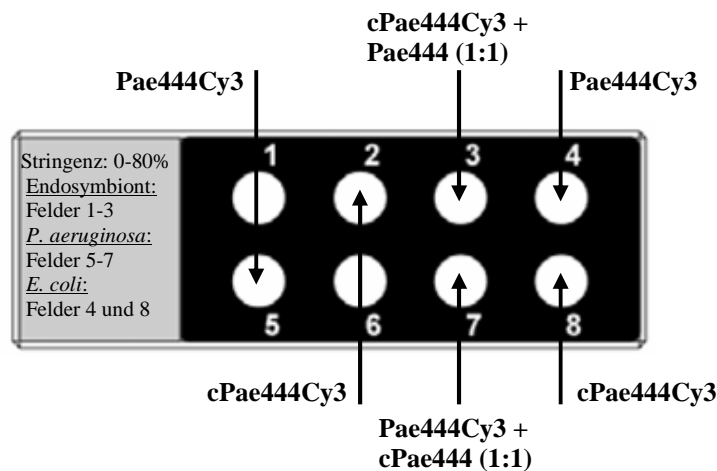 cPae444Cy3 +
Pae444 (1:1)
Pae444Cy3
Pae444Cy3
Stringenz: 0-80%
Endosymbiont:
Felder 1-3
P. aeruginosa:
Felder 5-7
E. coli:
Felder 4 und 8
1 2 3 4
5 6 7 8
cPae444Cy3
cPae444Cy3
Pae444Cy3 +
cPae444 (1:1)